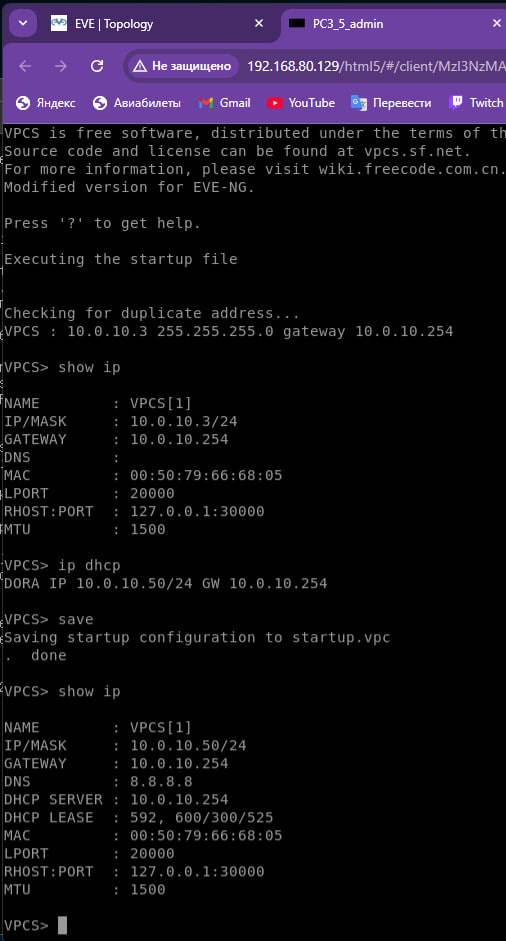 EVE | Topology
PC3_5_admin
Не защищено
192.168.80.129/html5/#/client/MzI3NzMA
Яндекс
Авиабилеты
Gmail
YouTube
Перевести
Twitch
VPCS is free software, distributed under the terms of th
Source code and license can be found at vpcs.sf.net.
For more information, please visit wiki.freecode.com.cn.
Modified version for EVE-NG.
Press '?' to get help.
Executing the startup file
Checking for duplicate address...
VPCS : 10.0.10.3 255.255.255.0 gateway 10.0.10.254
VPCS> show ip
NAME        : VPCS[1]
IP/MASK     : 10.0.10.3/24
GATEWAY     : 10.0.10.254
DNS         :
MAC         : 00:50:79:66:68:05
LPORT       : 20000
RHOST:PORT  : 127.0.0.1:30000
MTU         : 1500
VPCS> ip dhcp
DORA IP 10.0.10.50/24 GW 10.0.10.254
VPCS> save
Saving startup configuration to startup.vpc
.  done
VPCS> show ip
NAME        : VPCS[1]
IP/MASK     : 10.0.10.50/24
GATEWAY     : 10.0.10.254
DNS         : 8.8.8.8
DHCP SERVER : 10.0.10.254
DHCP LEASE  : 592, 600/300/525
MAC         : 00:50:79:66:68:05
LPORT       : 20000
RHOST:PORT  : 127.0.0.1:30000
MTU         : 1500
VPCS>